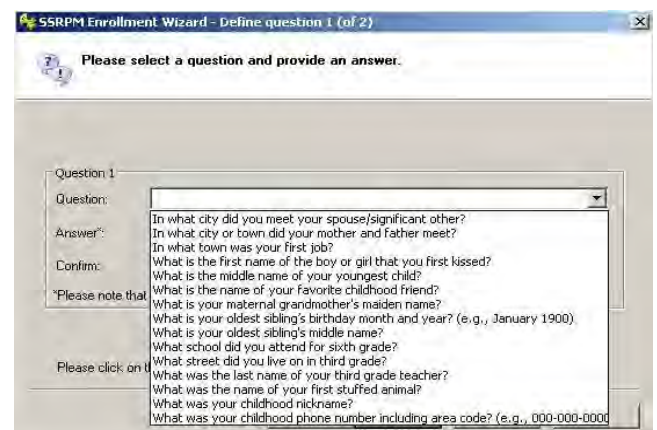 SSRPM Enrollment Wizard - Define question 1 (of 2)
Please select a question and provide an answer.
Question 1
Question:
In what city did you meet your spouse/significant other?
Answer*:
In what city or town did your mother and father meet?
In what town was your first job?
Confirm:
What is the first name of the boy or girl that you first kissed?
What is the middle name of your youngest child?
What is the name of your favorite childhood friend?
*Please note that
What is your maternal grandmother's maiden name?
What is your oldest sibling's birthday month and year? (e.g., January 1900)
What is your oldest sibling's middle name?
What school did you attend for sixth grade?
Please click on
What street did you live on in third grade?
What was the last name of your third grade teacher?
What was the name of your first stuffed animal?
What was your childhood nickname?
What was your childhood phone number including area code? (e.g., 000-000-0000